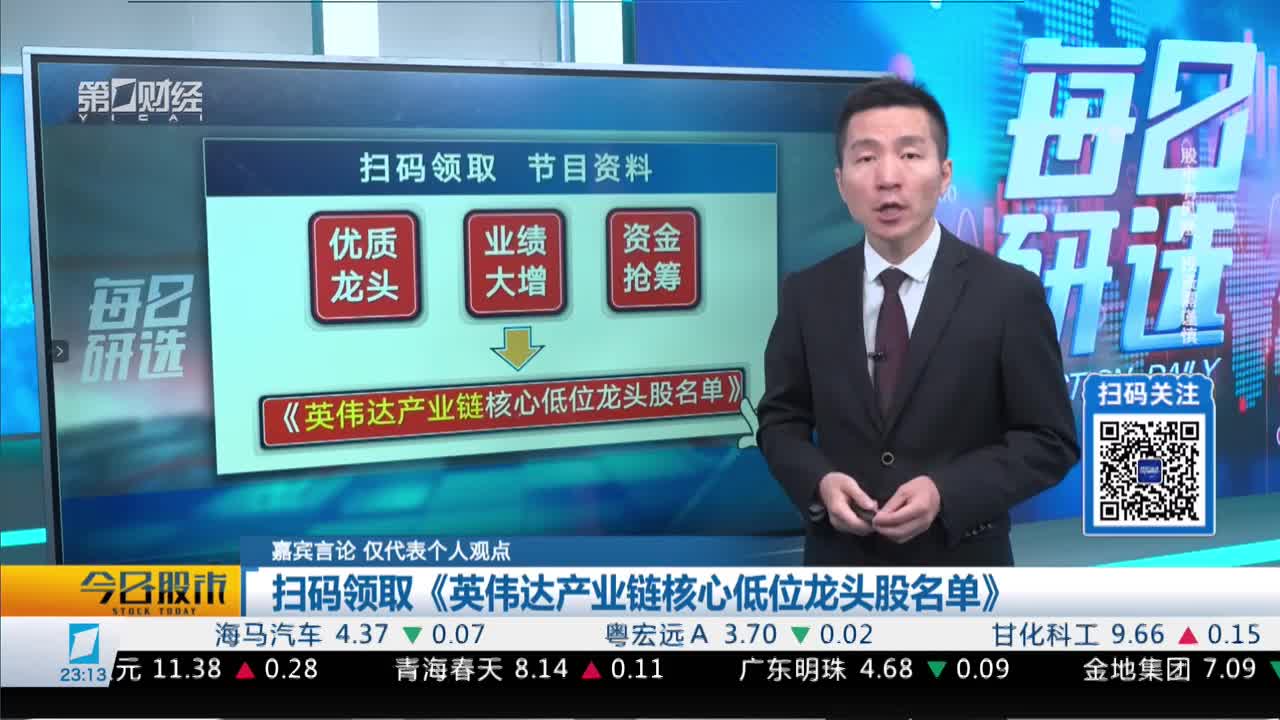 第一财经
YICAI
扫码领取 节目资料
优质
龙头
业绩
大增
资金
抢筹
《英伟达产业链核心低位龙头股名单》
每日
研选
每日
研选
扫码关注
嘉宾言论 仅代表个人观点
今日股市
STOCK TODAY
扫码领取《英伟达产业链核心低位龙头股名单》
海马汽车 4.37 ▼ 0.07 粤宏远A 3.70 ▼ 0.02 甘化科工 9.66 ▲ 0.15
23:13
元 11.38 ▲ 0.28 青海春天 8.14 ▲ 0.11 广东明珠 4.68 ▼ 0.09 金地集团 7.09